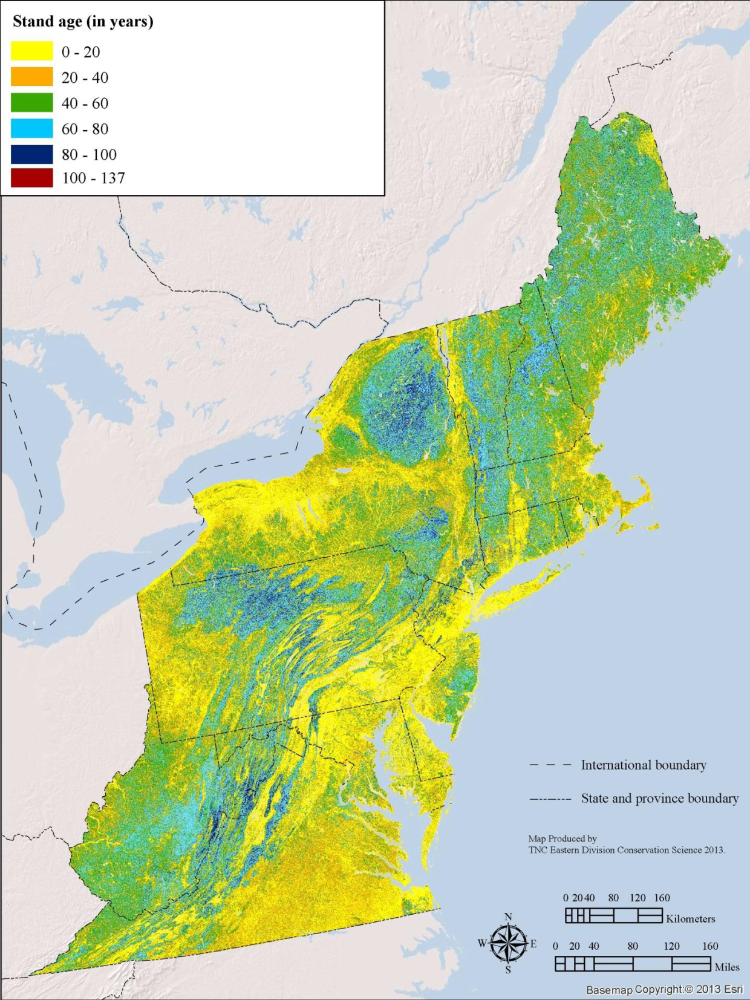 Stand age (in years)
0 - 20
20 - 40
40 - 60
60 - 80
80 - 100
100 - 137
International boundary
State and province boundary
Map Produced by
TNC Eastern Division Conservation Science 2013.
0 20 40 80 120 160
Kilometers
N
W E
S
0 20 40 80 120 160
Miles
Basemap Copyright:© 2013 Esri